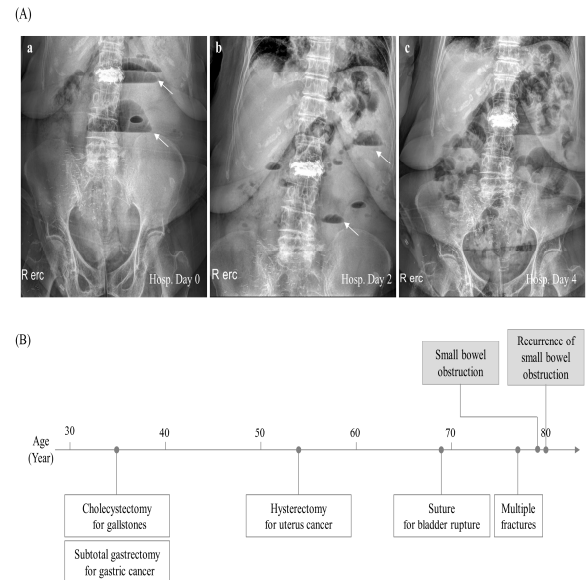 (A)
a
b
c
R erc
Hosp. Day 0
R erc
Hosp. Day 2
R erc
Hosp. Day 4
(B)
Small bowel
obstruction
Recurrence of
small bowel
obstruction
30
40
50
60
70
80
Age
(Year)
Cholecystectomy
for gallstones
Subtotal gastrectomy
for gastric cancer
Hysterectomy
for uterus cancer
Suture
for bladder rupture
Multiple
fractures